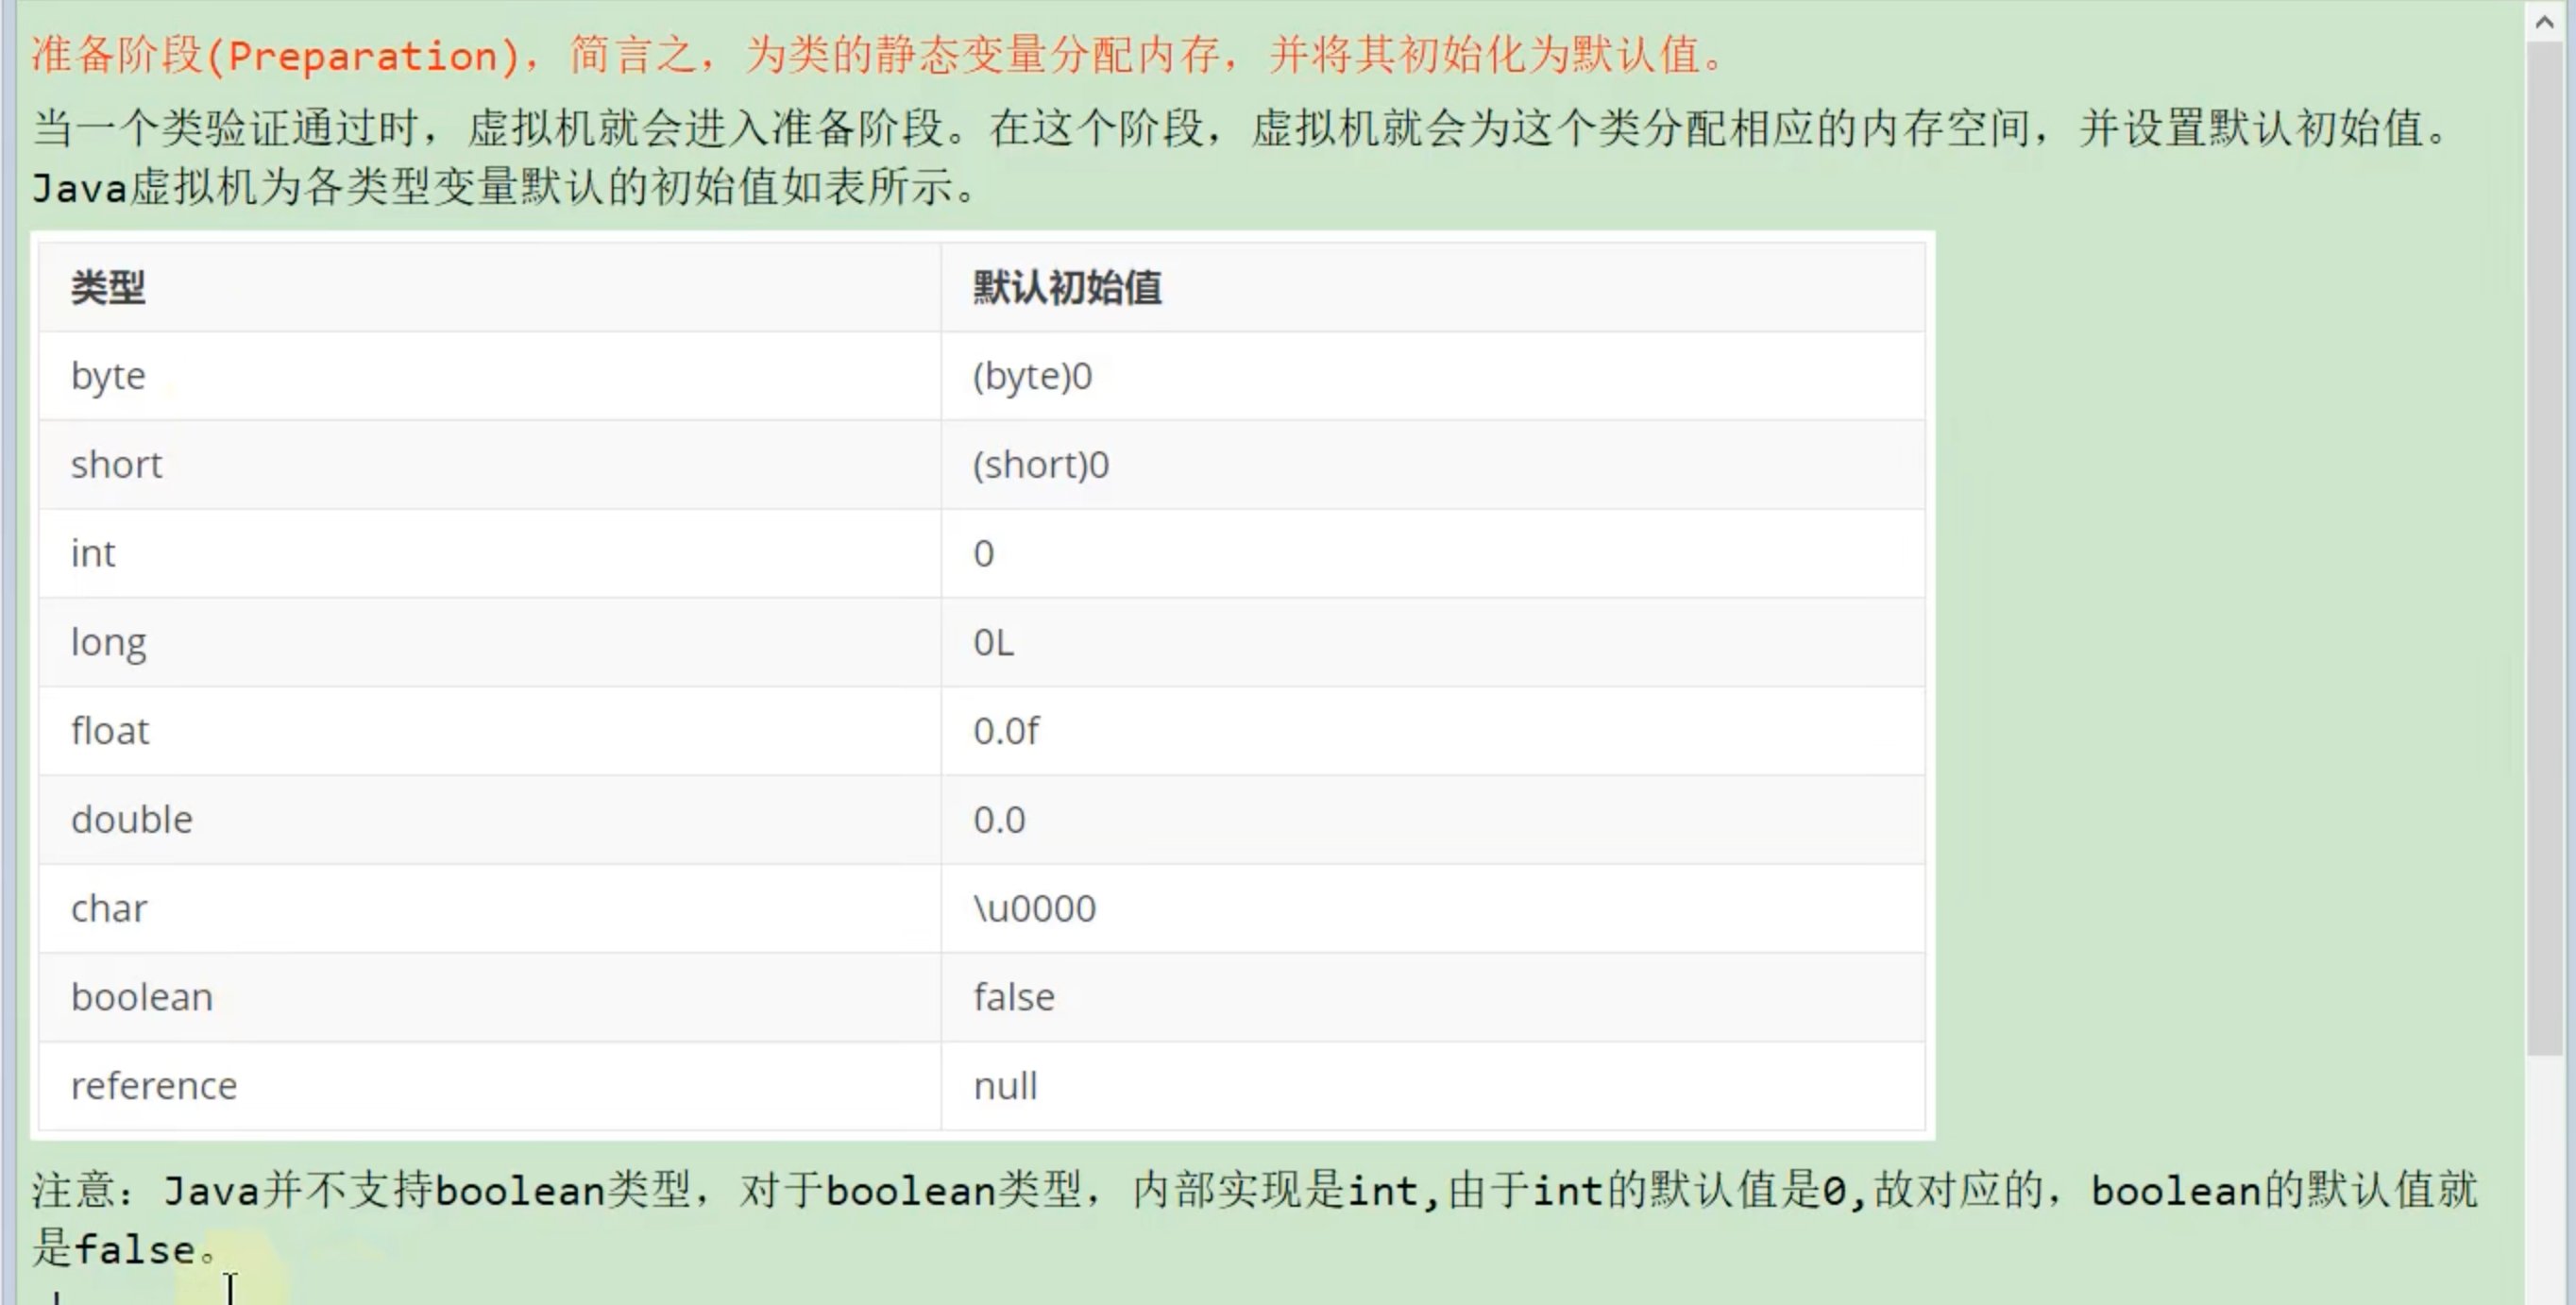 准备阶段(Preparation)，简言之，为类的静态变量分配内存，并将其初始化为默认值。
当一个类验证通过时，虚拟机就会进入准备阶段。在这个阶段，虚拟机就会为这个类分配相应的内存空间，并设置默认初始值。
Java虚拟机为各类型变量默认的初始值如表所示。
类型 默认初始值
byte (byte)0
short (short)0
int 0
long 0L
float 0.0f
double 0.0
char \u0000
boolean false
reference null
注意：Java并不支持boolean类型，对于boolean类型，内部实现是int,由于int的默认值是0,故对应的，boolean的默认值就
是false。